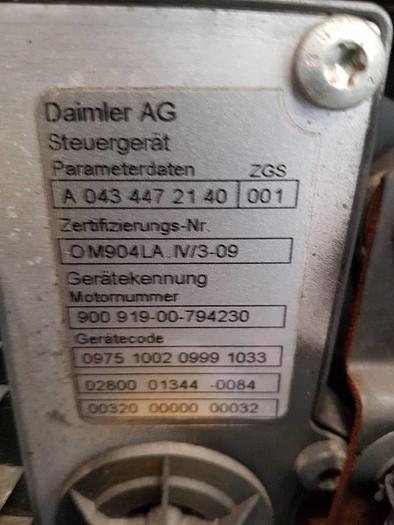 Daimler AG
Steuergerät
Parameterdaten ZGS
A 043 447 21 40 001
Zertifizierungs-Nr.
OM904LA.IV/3-09
Gerätekennung
Motornummer
900 919-00-794230
Gerätecode
0975 1002 0999 1033
02800 01344 -0084
00320 00000 00032